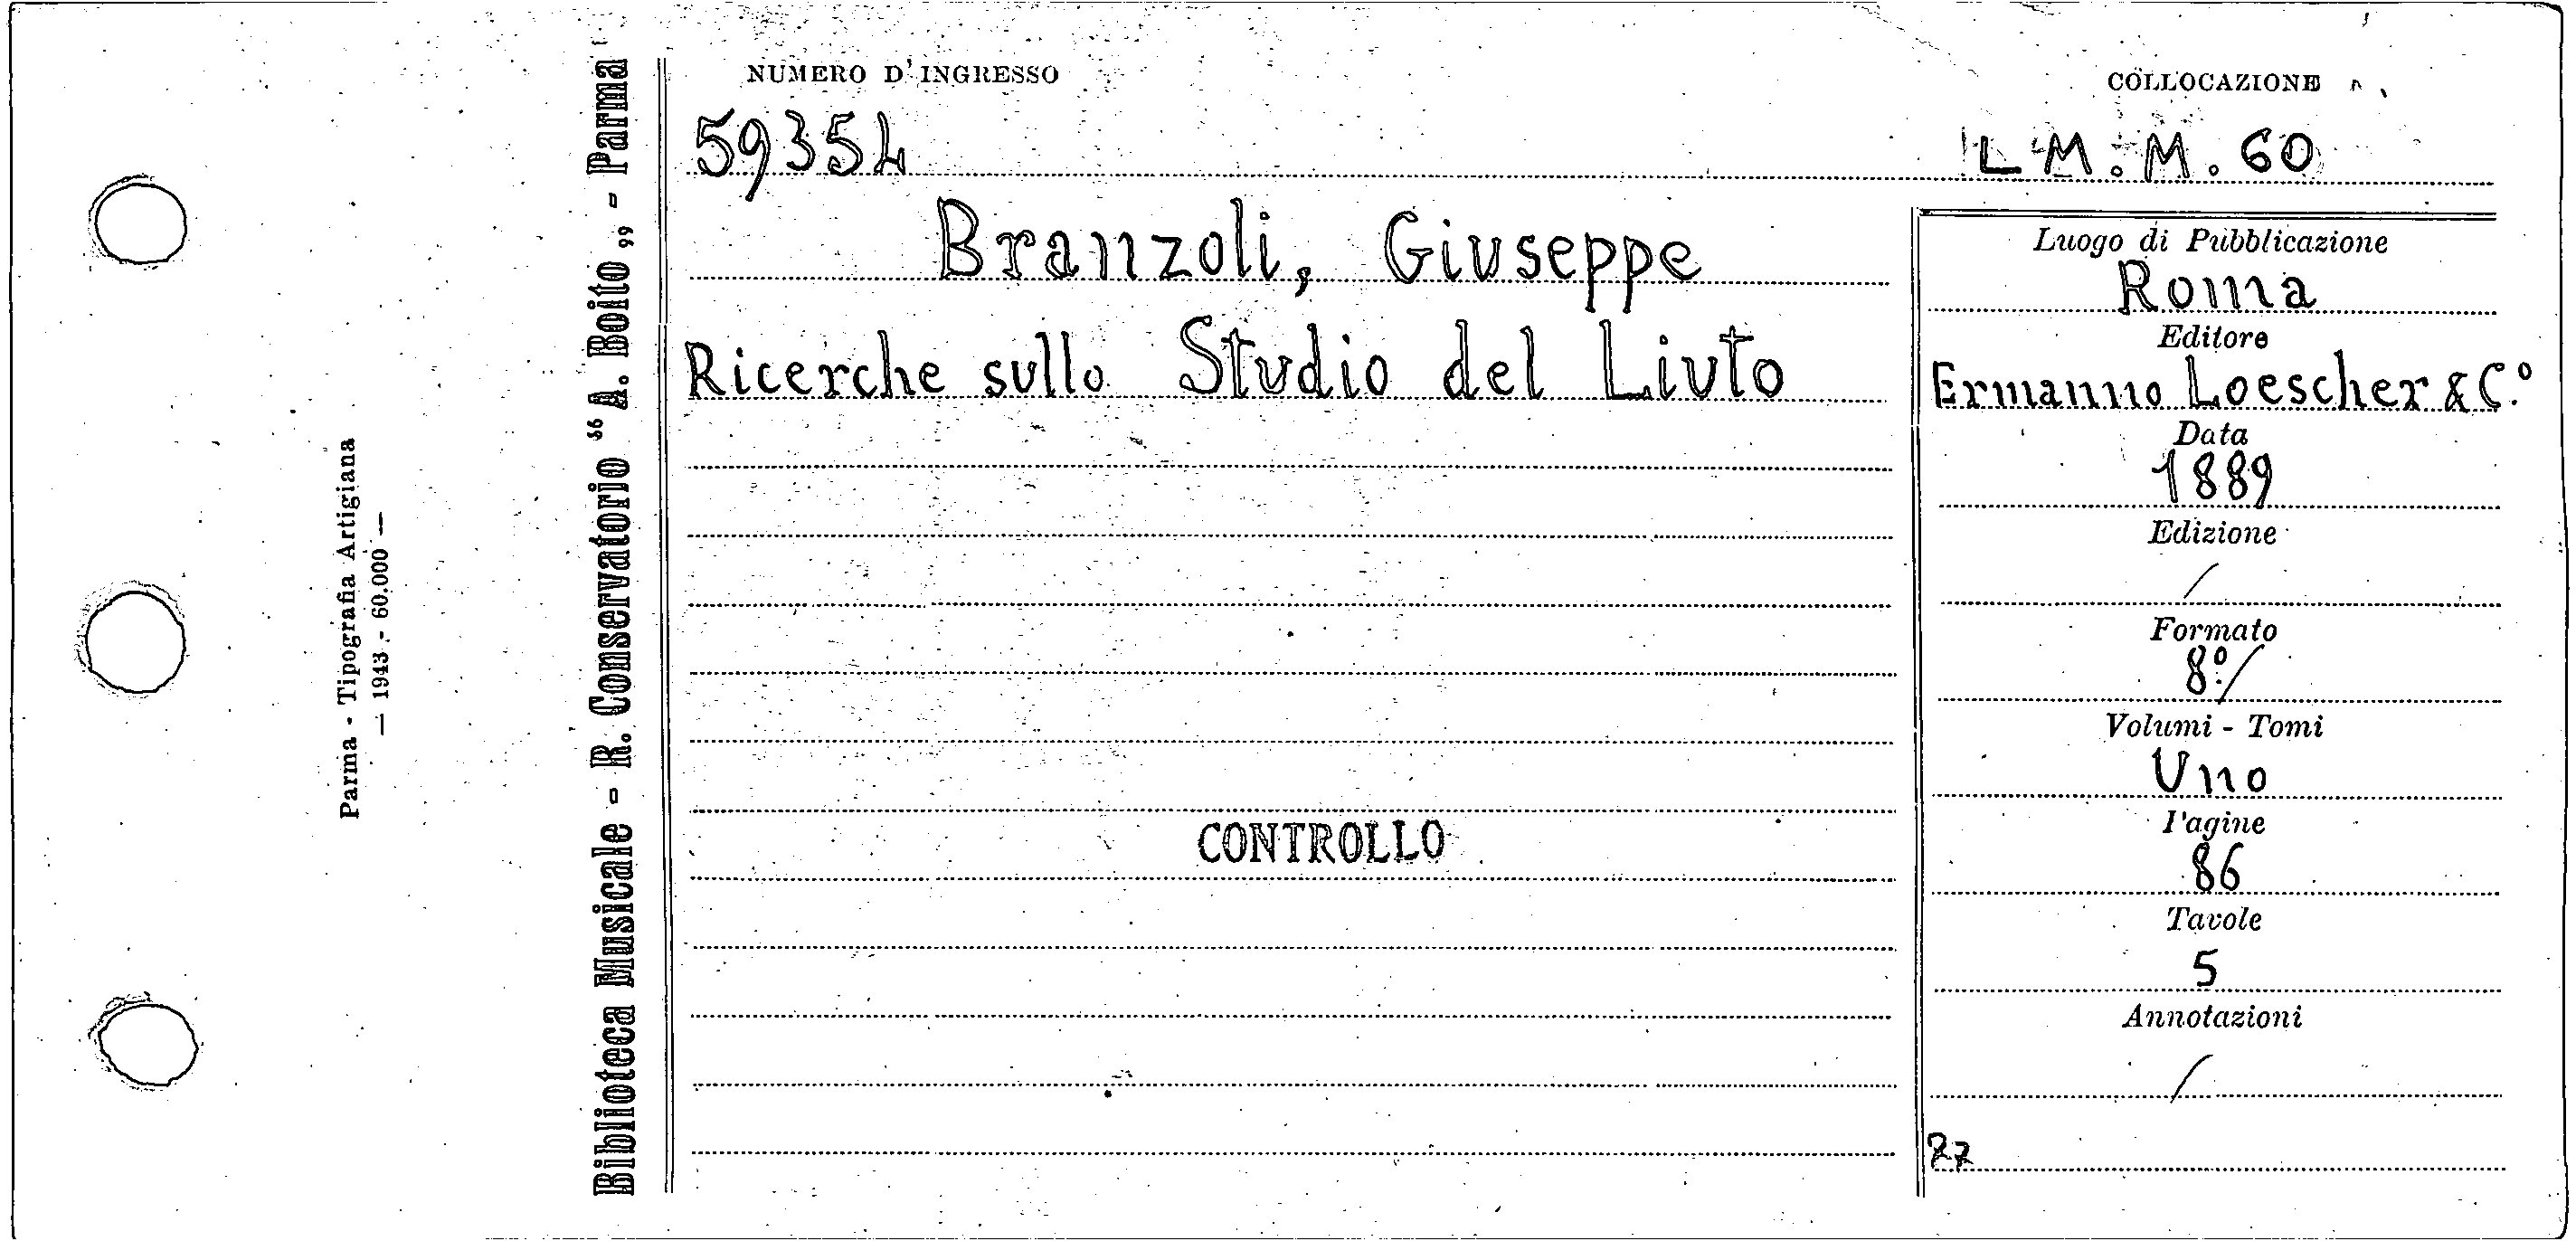 Parma - Tipografia Artigiana
— 1943 - 60.000 —
Biblioteca Musicale - R. Conservatorio “A. Boito„ - Parma
NUMERO D'INGRESSO
59354
COLLOCAZIONE
L.M.M. 60
Branzoli, Giuseppe
Ricerche sullo Studio del Liuto
CONTROLLO
Luogo di Pubblicazione
Roma
Editore
Ermanno Loescher & C.º
Data
1889
Edizione
/
Formato
8º/
Volumi - Tomi
Uno
Pagine
86
Tavole
5
Annotazioni
/